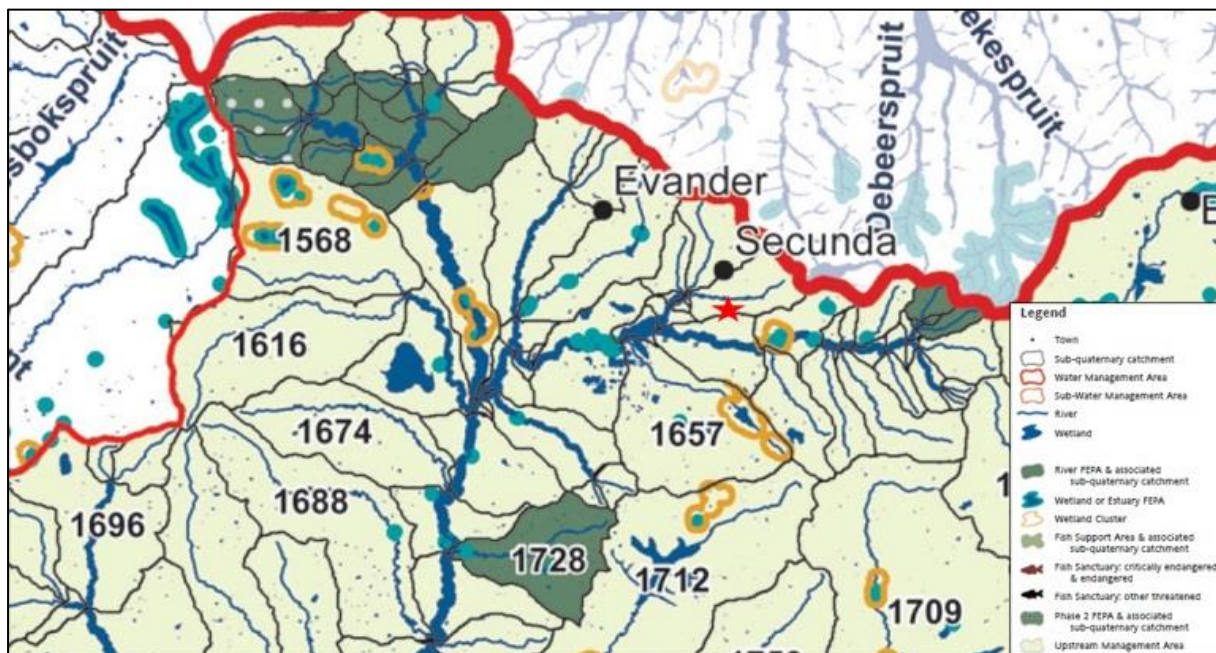 sbokspruit
Debeerspruit
ekespruit
Evander
Secunda
E
1568
1616
1674
1657
1688
1696
1728
1712
1709
1
Legend
Town
Sub-quaternary catchment
Water Management Area
Sub-Water Management Area
River
Wetland
River FEPA & associated
sub-quaternary catchment
Wetland or Estuary FEPA
Wetland Cluster
Fish Support Area & associated
sub-quaternary catchment
Fish Sanctuary: critically endangered
& endangered
Fish Sanctuary: other threatened
Phase 2 FEPA & associated
sub-quaternary catchment
Upstream Management Area